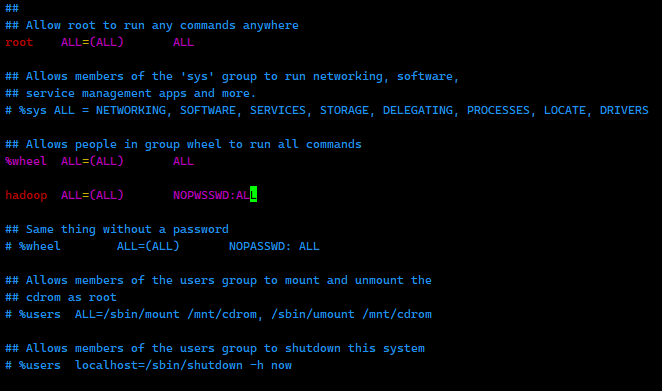 ##
## Allow root to run any commands anywhere
root    ALL=(ALL)       ALL
## Allows members of the 'sys' group to run networking, software,
## service management apps and more.
# %sys ALL = NETWORKING, SOFTWARE, SERVICES, STORAGE, DELEGATING, PROCESSES, LOCATE, DRIVERS
## Allows people in group wheel to run all commands
%wheel  ALL=(ALL)       ALL
hadoop  ALL=(ALL)       NOPWSSWD:ALL
## Same thing without a password
# %wheel        ALL=(ALL)       NOPASSWD: ALL
## Allows members of the users group to mount and unmount the
## cdrom as root
# %users  ALL=/sbin/mount /mnt/cdrom, /sbin/umount /mnt/cdrom
## Allows members of the users group to shutdown this system
# %users  localhost=/sbin/shutdown -h now